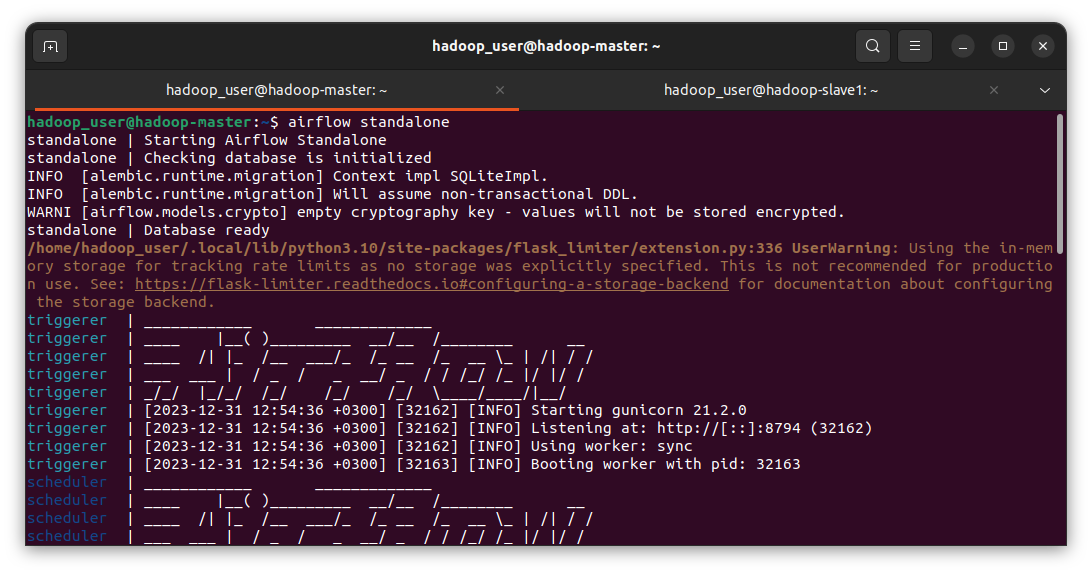 hadoop_user@hadoop-master: ~
hadoop_user@hadoop-master: ~ hadoop_user@hadoop-slave1: ~
hadoop_user@hadoop-master:~$ airflow standalone
standalone | Starting Airflow Standalone
standalone | Checking database is initialized
INFO  [alembic.runtime.migration] Context impl SQLiteImpl.
INFO  [alembic.runtime.migration] Will assume non-transactional DDL.
WARNI [airflow.models.crypto] empty cryptography key - values will not be stored encrypted.
standalone | Database ready
/home/hadoop_user/.local/lib/python3.10/site-packages/flask_limiter/extension.py:336 UserWarning: Using the in-mem
ory storage for tracking rate limits as no storage was explicitly specified. This is not recommended for productio
n use. See: https://flask-limiter.readthedocs.io#configuring-a-storage-backend for documentation about configuring
 the storage backend.
triggerer  | ____________       _____________
triggerer  | ____    |__( )_________  __/__  /________      __
triggerer  | ____  /| |_  /__  ___/_  /_ __  /_  __ \_ | /| / /
triggerer  | ___  ___ |  / _  /   _  __/ _  / / /_/ /_ |/ |/ /
triggerer  | _/_/  |_/_/  /_/    /_/    /_/  \____/____/|__/
triggerer  | [2023-12-31 12:54:36 +0300] [32162] [INFO] Starting gunicorn 21.2.0
triggerer  | [2023-12-31 12:54:36 +0300] [32162] [INFO] Listening at: http://[::]:8794 (32162)
triggerer  | [2023-12-31 12:54:36 +0300] [32162] [INFO] Using worker: sync
triggerer  | [2023-12-31 12:54:36 +0300] [32163] [INFO] Booting worker with pid: 32163
scheduler  | ____________       _____________
scheduler  | ____    |__( )_________  __/__  /________      __
scheduler  | ____  /| |_  /__  ___/_  /_ __  /_  __ \_ | /| / /
scheduler  | ___  ___ |  / _  /   _  __/ _  / / /_/ /_ |/ |/ /